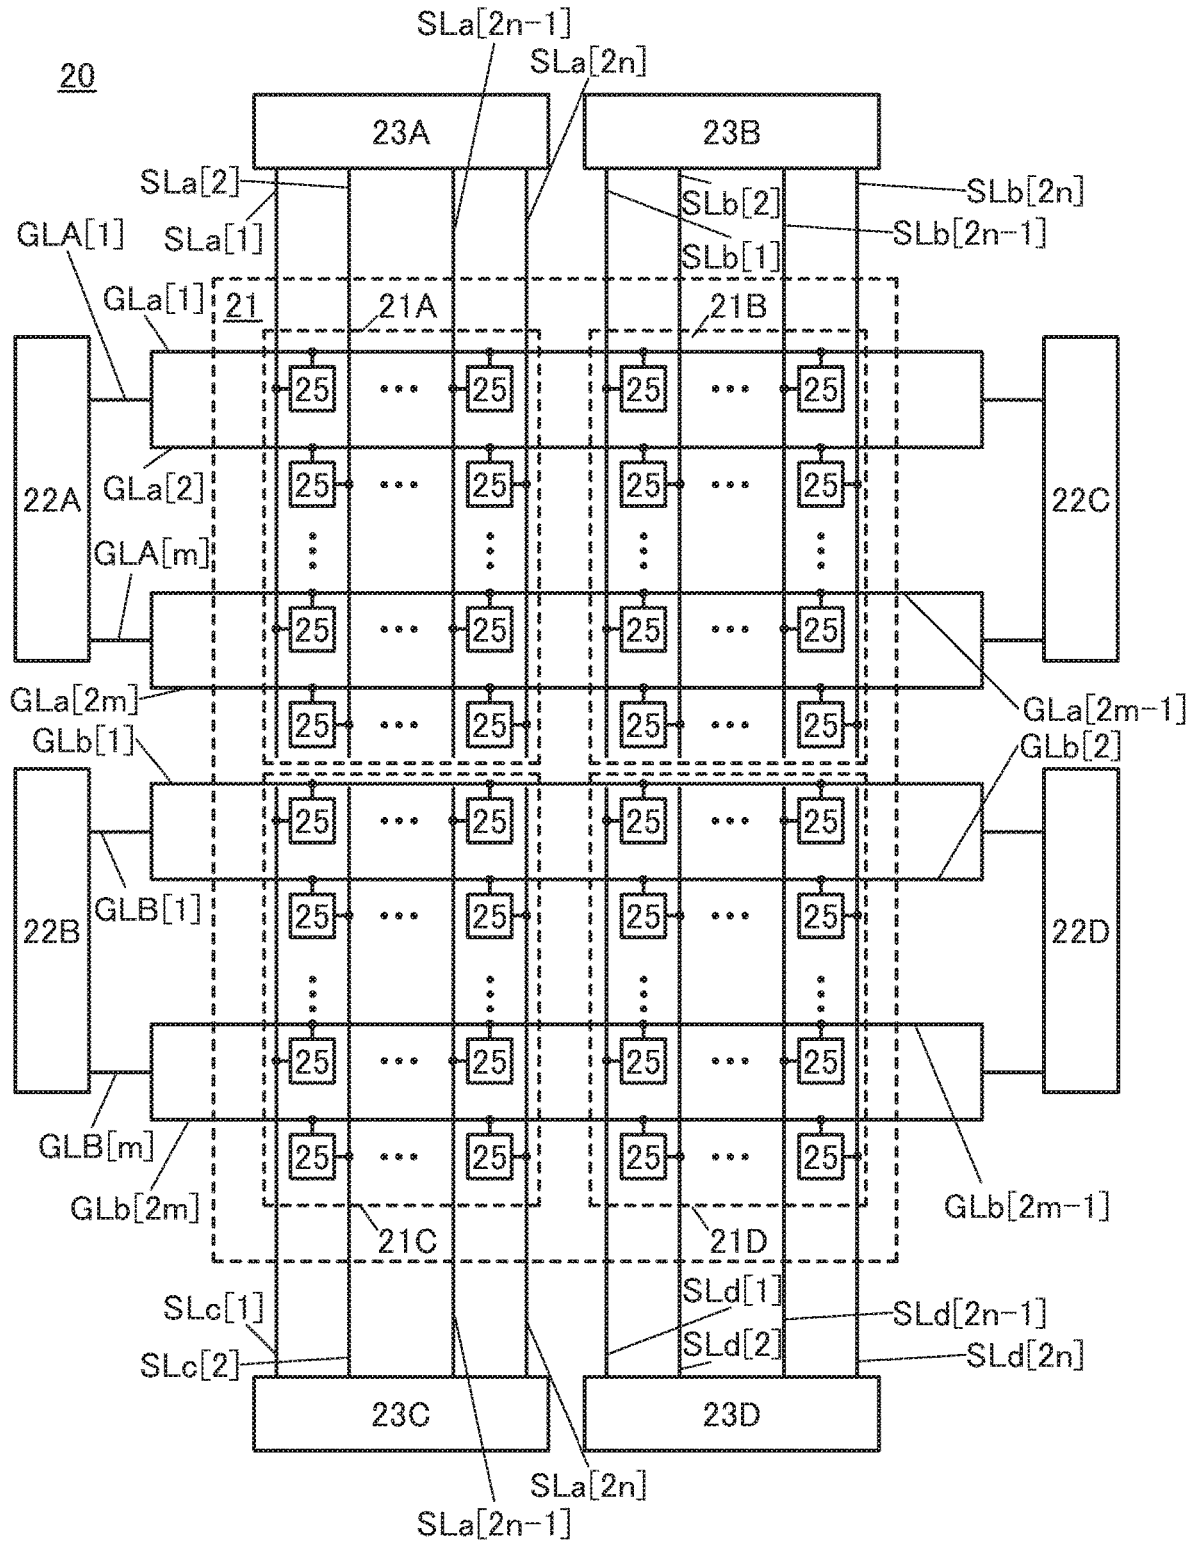 SLa[2n-1]
SLa[2n]
20
23A 23B
SLa[2] SLb[2] SLb[2n]
GLA[1] SLa[1] SLb[1] SLb[2n-1]
GLa[1] 21 21A 21B
25 ••• 25 25 ••• 25
GLa[2] 25 ••• 25 25 ••• 25
22A 22C
GLA[m]
25 ••• 25 25 ••• 25
GLa[2m] 25 ••• 25 25 ••• 25 GLa[2m-1]
GLb[1] GLb[2]
25 ••• 25 25 ••• 25
GLB[1] 25 ••• 25 25 ••• 25
22B 22D
25 ••• 25 25 ••• 25
GLB[m] 25 ••• 25 25 ••• 25
GLb[2m] GLb[2m-1]
21C 21D
SLc[1] SLd[1] SLd[2n-1]
SLc[2] SLd[2] SLd[2n]
23C 23D
SLa[2n]
SLa[2n-1]